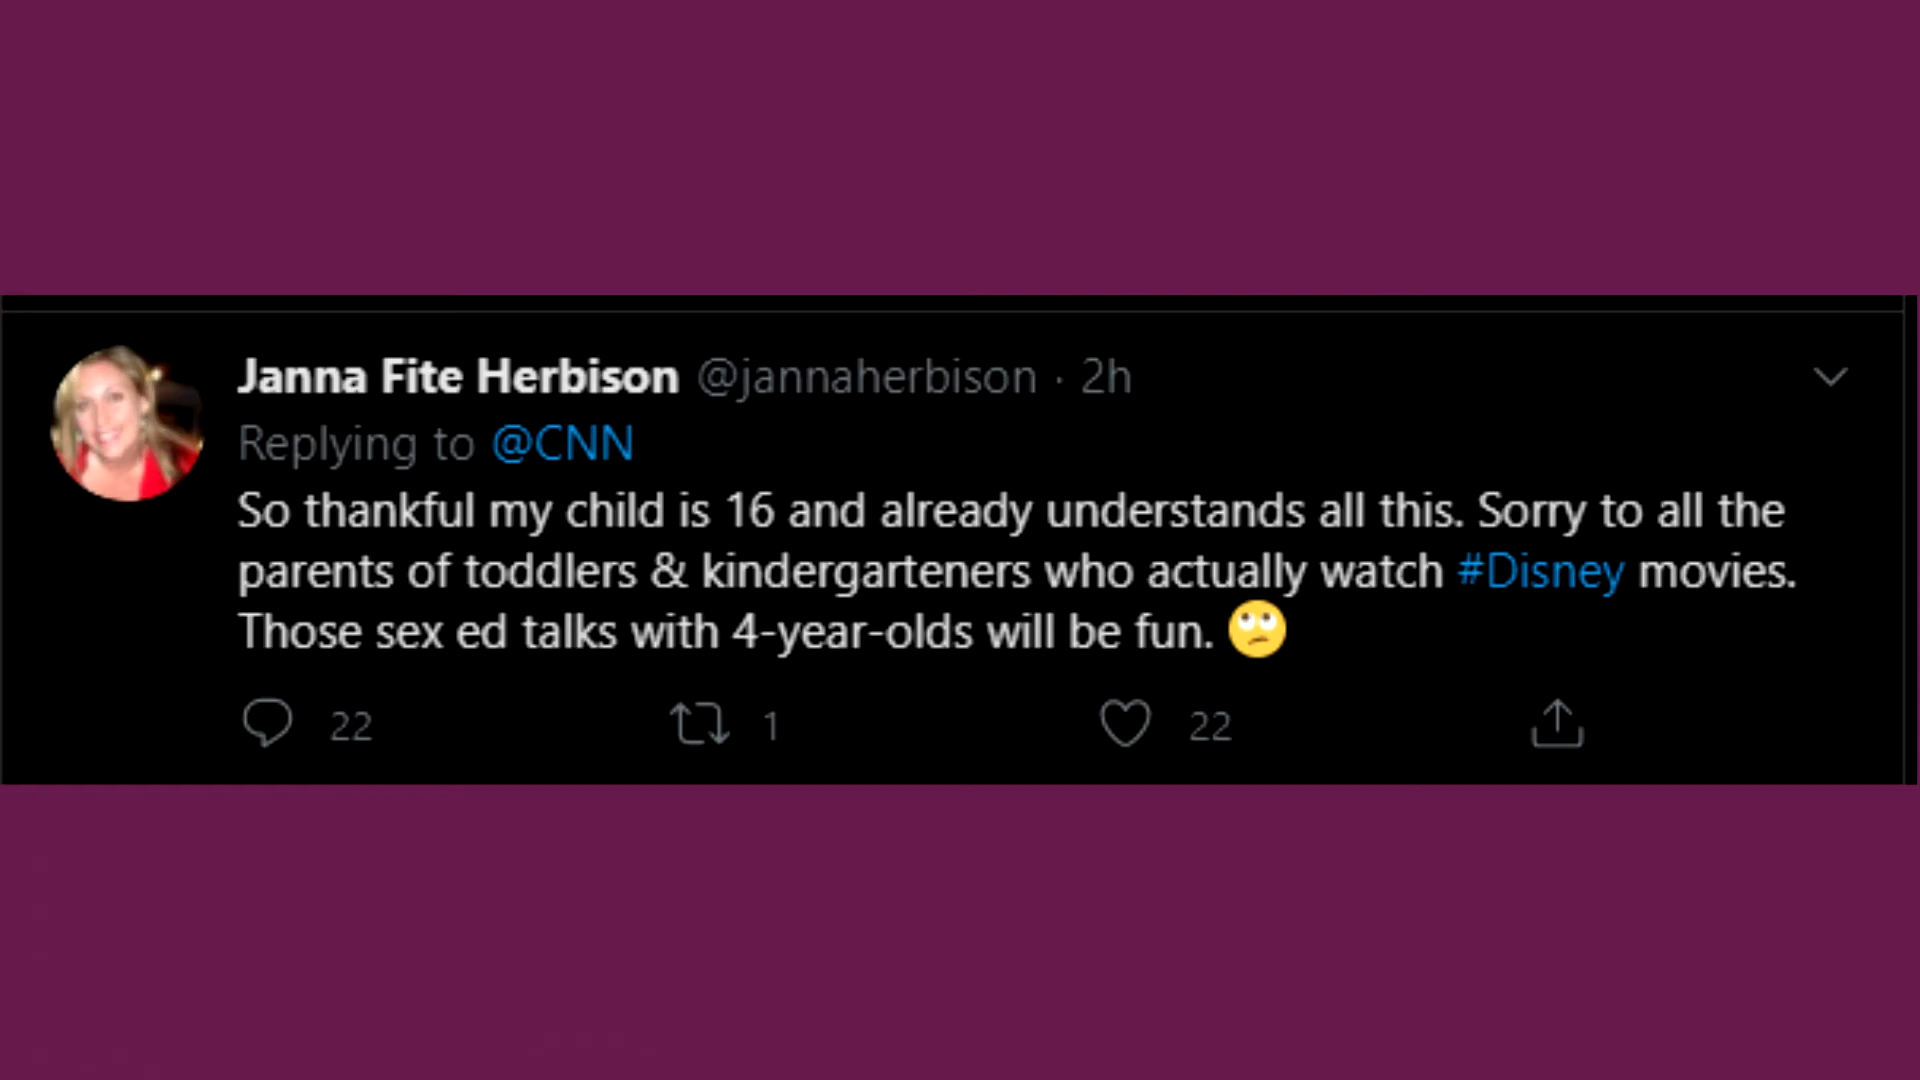 Janna Fite Herbison @jannaherbison · 2h
Replying to @CNN
So thankful my child is 16 and already understands all this. Sorry to all the
parents of toddlers & kindergarteners who actually watch #Disney movies.
Those sex ed talks with 4-year-olds will be fun. 🙄
22 1 22